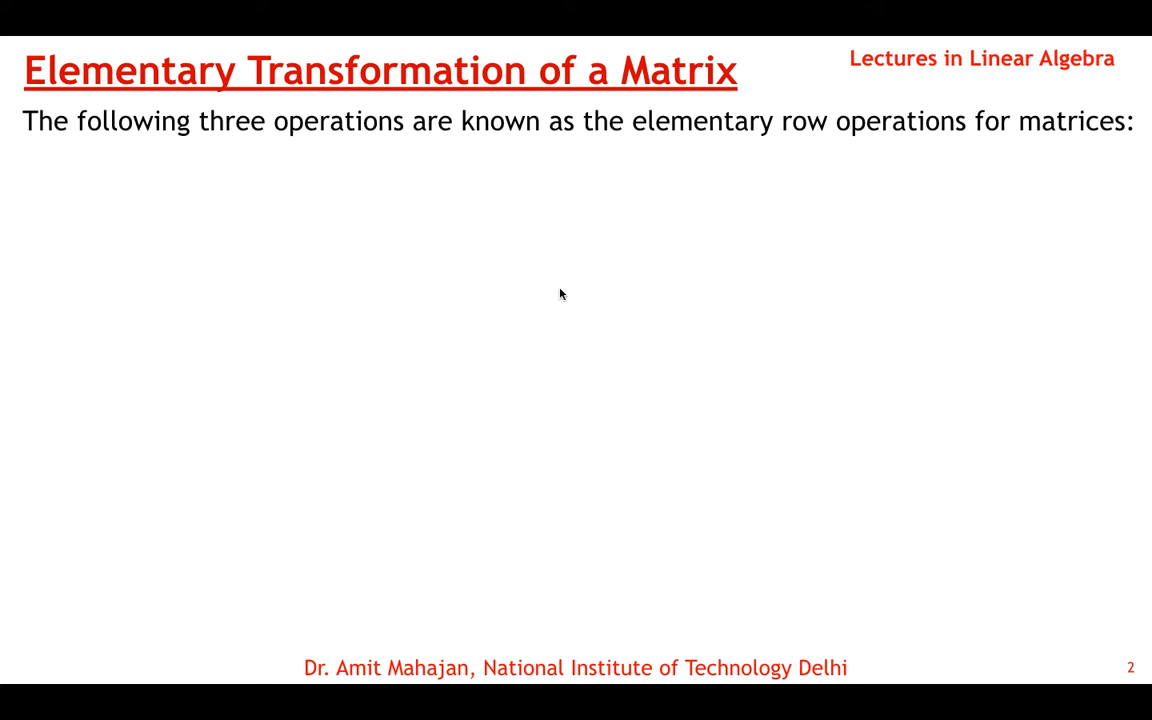 Elementary Transformation of a Matrix
Lectures in Linear Algebra
The following three operations are known as the elementary row operations for matrices:
Dr. Amit Mahajan, National Institute of Technology Delhi
2